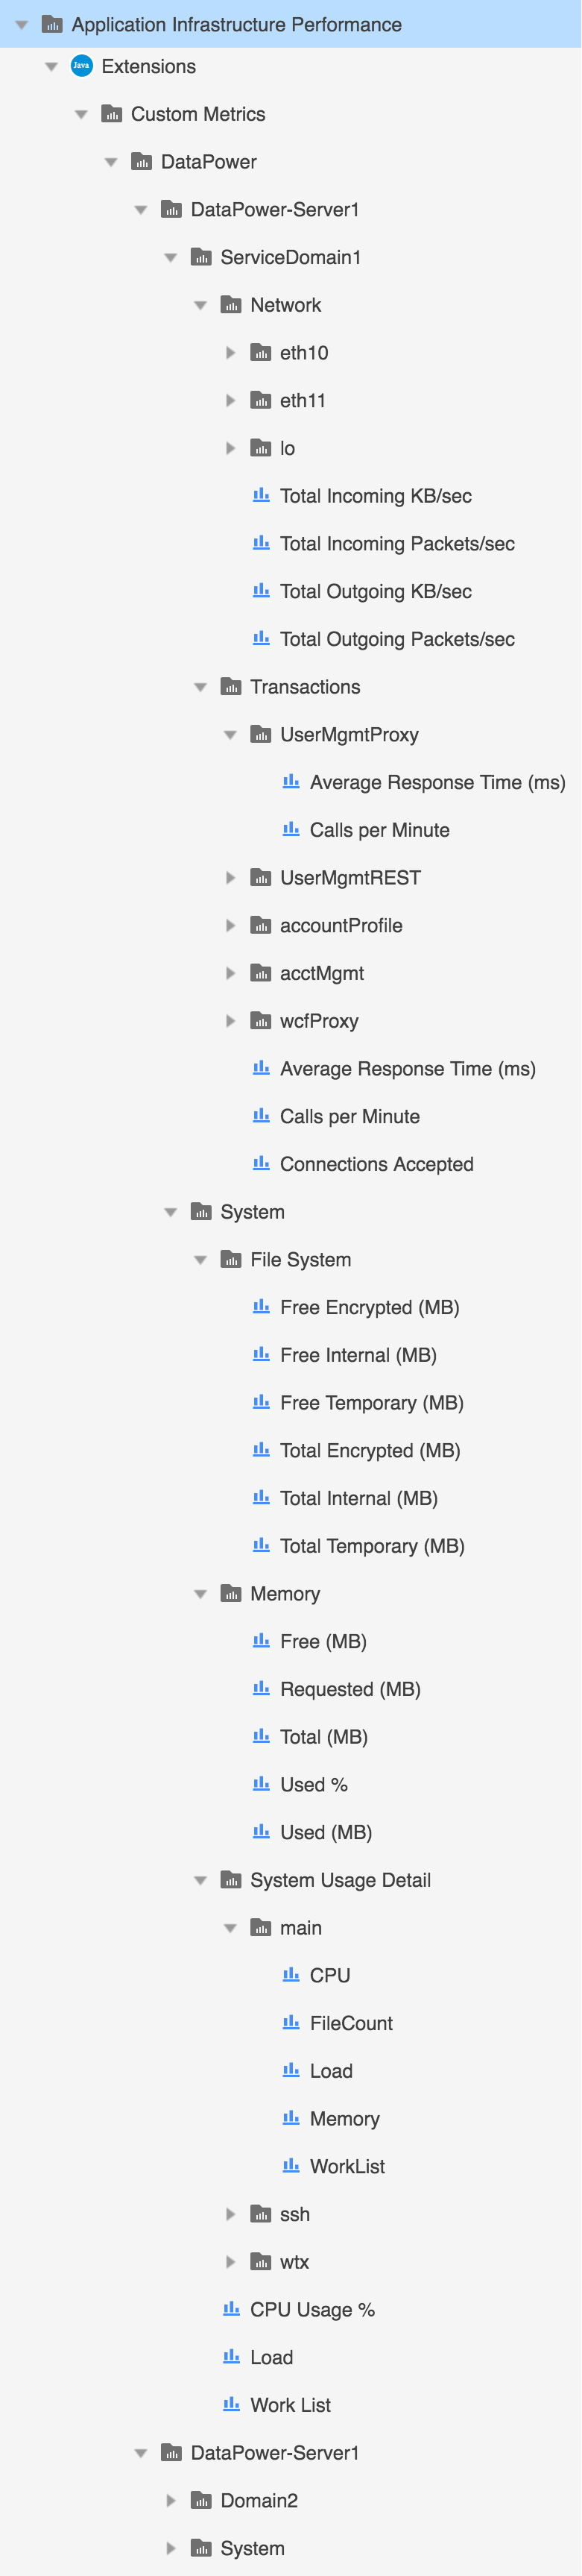 Application Infrastructure Performance
Java Extensions
Custom Metrics
DataPower
DataPower-Server1
ServiceDomain1
Network
eth10
eth11
lo
Total Incoming KB/sec
Total Incoming Packets/sec
Total Outgoing KB/sec
Total Outgoing Packets/sec
Transactions
UserMgmtProxy
Average Response Time (ms)
Calls per Minute
UserMgmtREST
accountProfile
acctMgmt
wcfProxy
Average Response Time (ms)
Calls per Minute
Connections Accepted
System
File System
Free Encrypted (MB)
Free Internal (MB)
Free Temporary (MB)
Total Encrypted (MB)
Total Internal (MB)
Total Temporary (MB)
Memory
Free (MB)
Requested (MB)
Total (MB)
Used %
Used (MB)
System Usage Detail
main
CPU
FileCount
Load
Memory
WorkList
ssh
wtx
CPU Usage %
Load
Work List
DataPower-Server1
Domain2
System